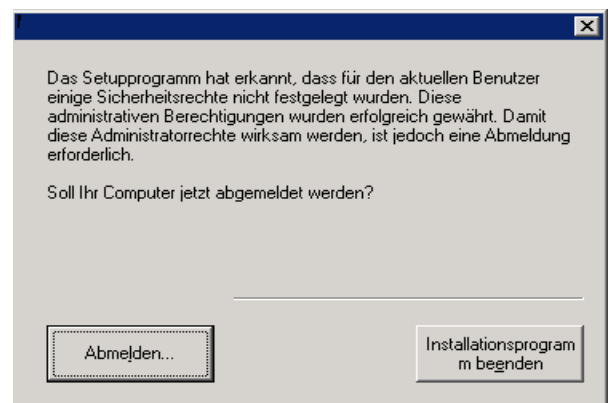 Das Setupprogramm hat erkannt, dass für den aktuellen Benutzer
einige Sicherheitsrechte nicht festgelegt wurden. Diese
administrativen Berechtigungen wurden erfolgreich gewährt. Damit
diese Administratorrechte wirksam werden, ist jedoch eine Abmeldung
erforderlich.
Soll Ihr Computer jetzt abgemeldet werden?
Abmelden...
Installationsprogram
m beenden